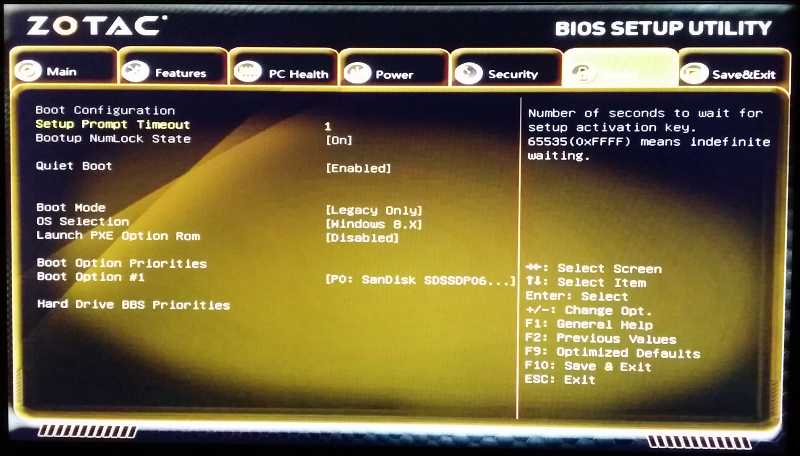 ZOTAC
BIOS SETUP UTILITY
Main
Features
PC Health
Power
Security
Save&Exit
Boot Configuration
Setup Prompt Timeout 1
Bootup NumLock State [On]
Quiet Boot [Enabled]
Boot Mode [Legacy Only]
OS Selection [Windows 8.X]
Launch PXE Option Rom [Disabled]
Boot Option Priorities
Boot Option #1 [P0: SanDisk SDSSDP06...]
Hard Drive BBS Priorities
Number of seconds to wait for
setup activation key.
65535(0xFFFF) means indefinite
waiting.
→←: Select Screen
↑↓: Select Item
Enter: Select
+/-: Change Opt.
F1: General Help
F2: Previous Values
F9: Optimized Defaults
F10: Save & Exit
ESC: Exit